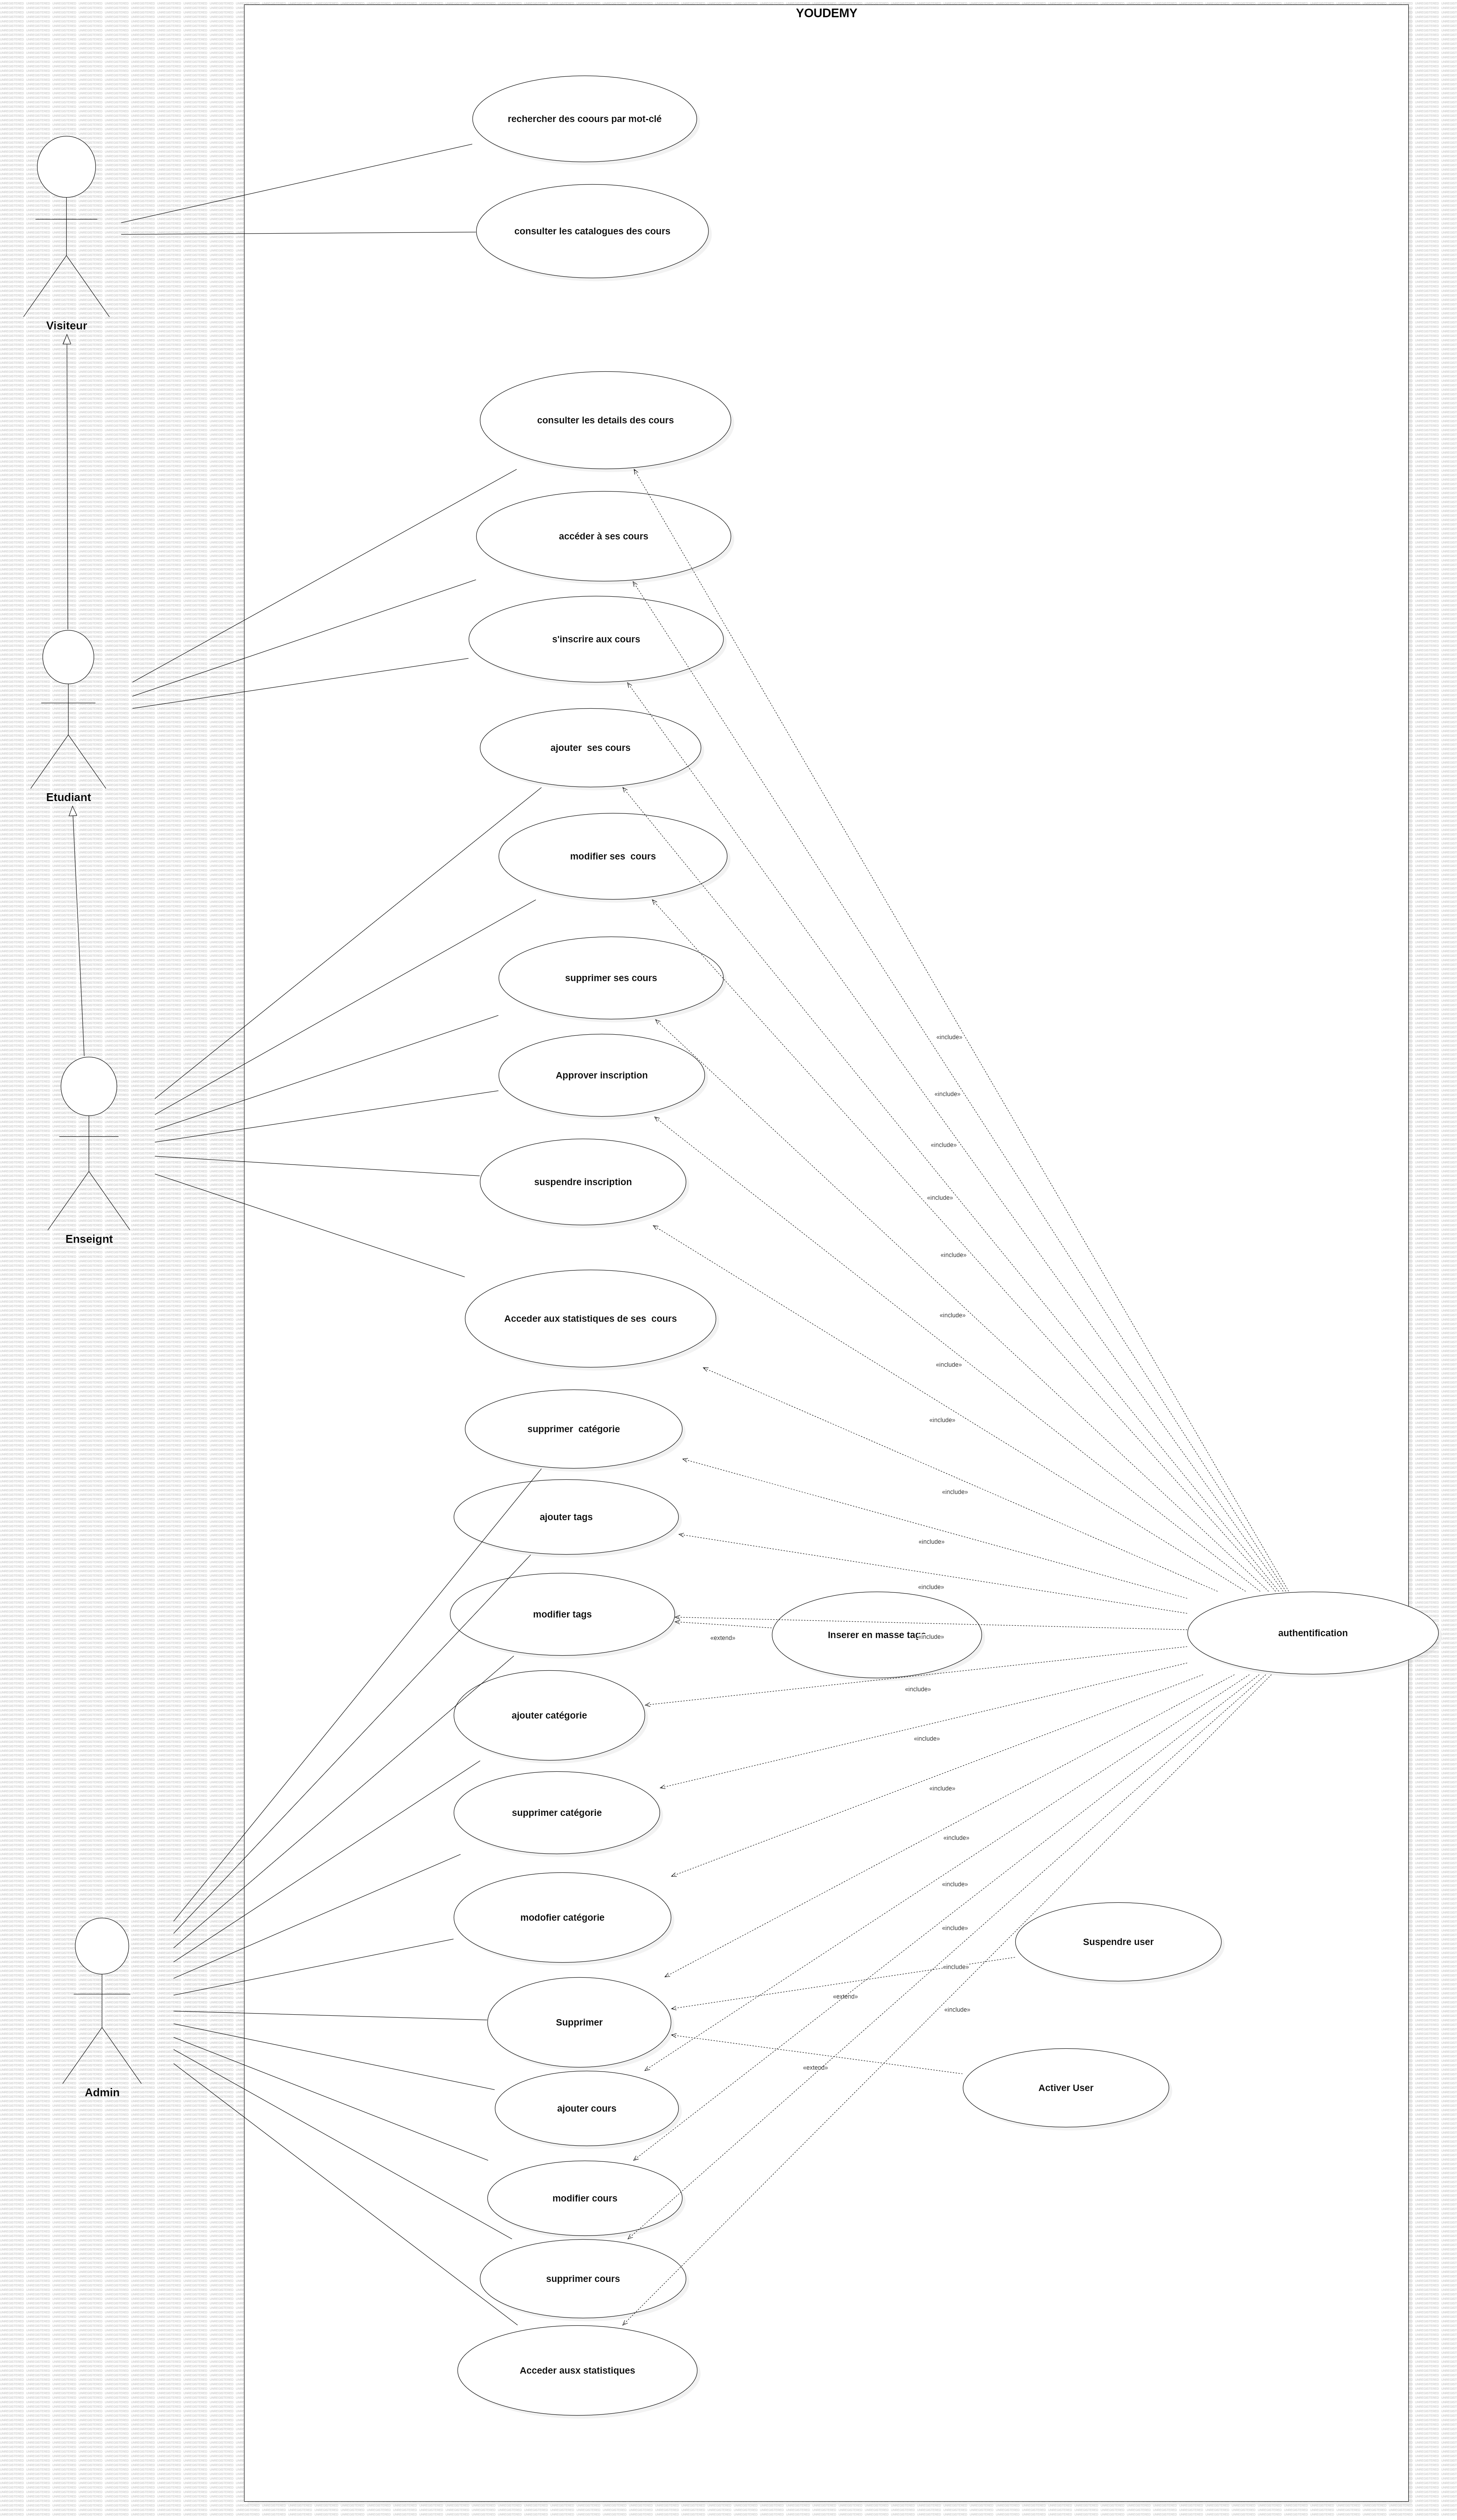 YOUDEMY
rechercher des coours par mot-clé
consulter les catalogues des cours
Visiteur
consulter les details des cours
accéder à ses cours
s'inscrire aux cours
ajouter  ses cours
Etudiant
modifier ses  cours
supprimer ses cours
«include»
Approver inscription
«include»
«include»
suspendre inscription
«include»
Enseignt
«include»
«include»
Acceder aux statistiques de ses  cours
«include»
«include»
supprimer  catégorie
«include»
ajouter tags
«include»
«include»
modifier tags
Inserer en masse
«include»
authentification
«extend»
«include»
ajouter catégorie
«include»
«include»
supprimer catégorie
«include»
«include»
modofier catégorie
«include»
Suspendre user
«include»
«extend»
«include»
Supprimer
«extend»
Activer User
Admin
ajouter cours
modifier cours
supprimer cours
Acceder ausx statistiques